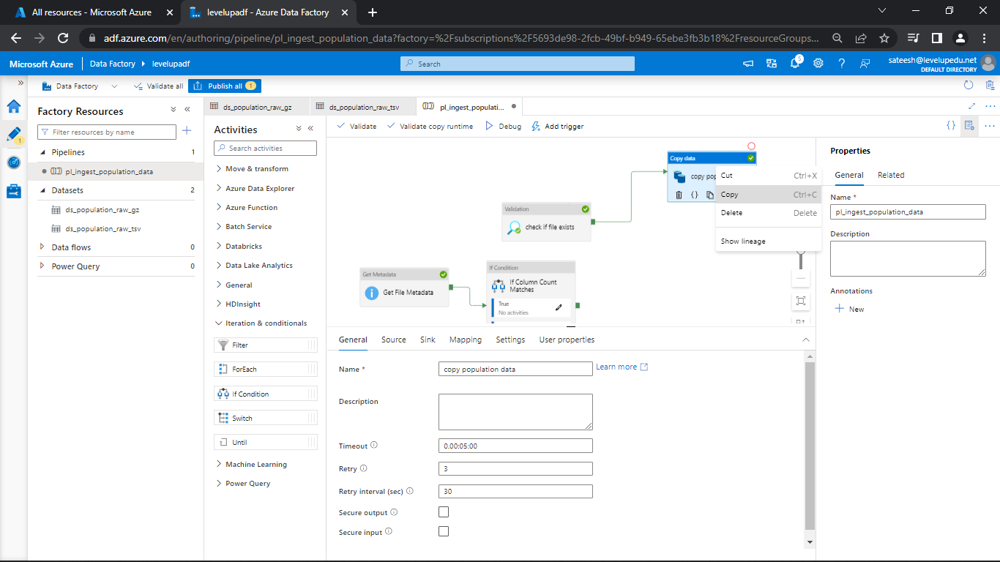 All resources - Microsoft Azure
levelupadf - Azure Data Factory
adf.azure.com/en/authoring/pipeline/pl_ingest_population_data?factory=%2Fsubscriptions%2F5693de98-2fcb-49bf-b949-65ebe3fb3b18%2FresourceGroups...
Microsoft Azure
Data Factory
levelupadf
Search
5
sateesh@levelupedu.net
DEFAULT DIRECTORY
Data Factory
Validate all
Publish all
1
1
Factory Resources
Filter resources by name
Pipelines
1
pl_ingest_population_data
Datasets
2
ds_population_raw_gz
ds_population_raw_tsv
Data flows
0
Power Query
0
ds_population_raw_gz
ds_population_raw_tsv
pl_ingest_populati...
Activities
Search activities
Move & transform
Azure Data Explorer
Azure Function
Batch Service
Databricks
Data Lake Analytics
General
HDInsight
Iteration & conditionals
Filter
ForEach
If Condition
Switch
Until
Machine Learning
Power Query
Validate
Validate copy runtime
Debug
Add trigger
Copy data
copy pop
Cut
Ctrl+X
Copy
Ctrl+C
Delete
Delete
Show lineage
Validation
check if file exists
Get Metadata
Get File Metadata
If Condition
If Column Count
Matches
True
No activities
General
Source
Sink
Mapping
Settings
User properties
Name *
copy population data
Learn more
Description
Timeout
0.00:05:00
Retry
3
Retry interval (sec)
30
Secure output
Secure input
Properties
General
Related
Name *
pl_ingest_population_data
Description
Annotations
New